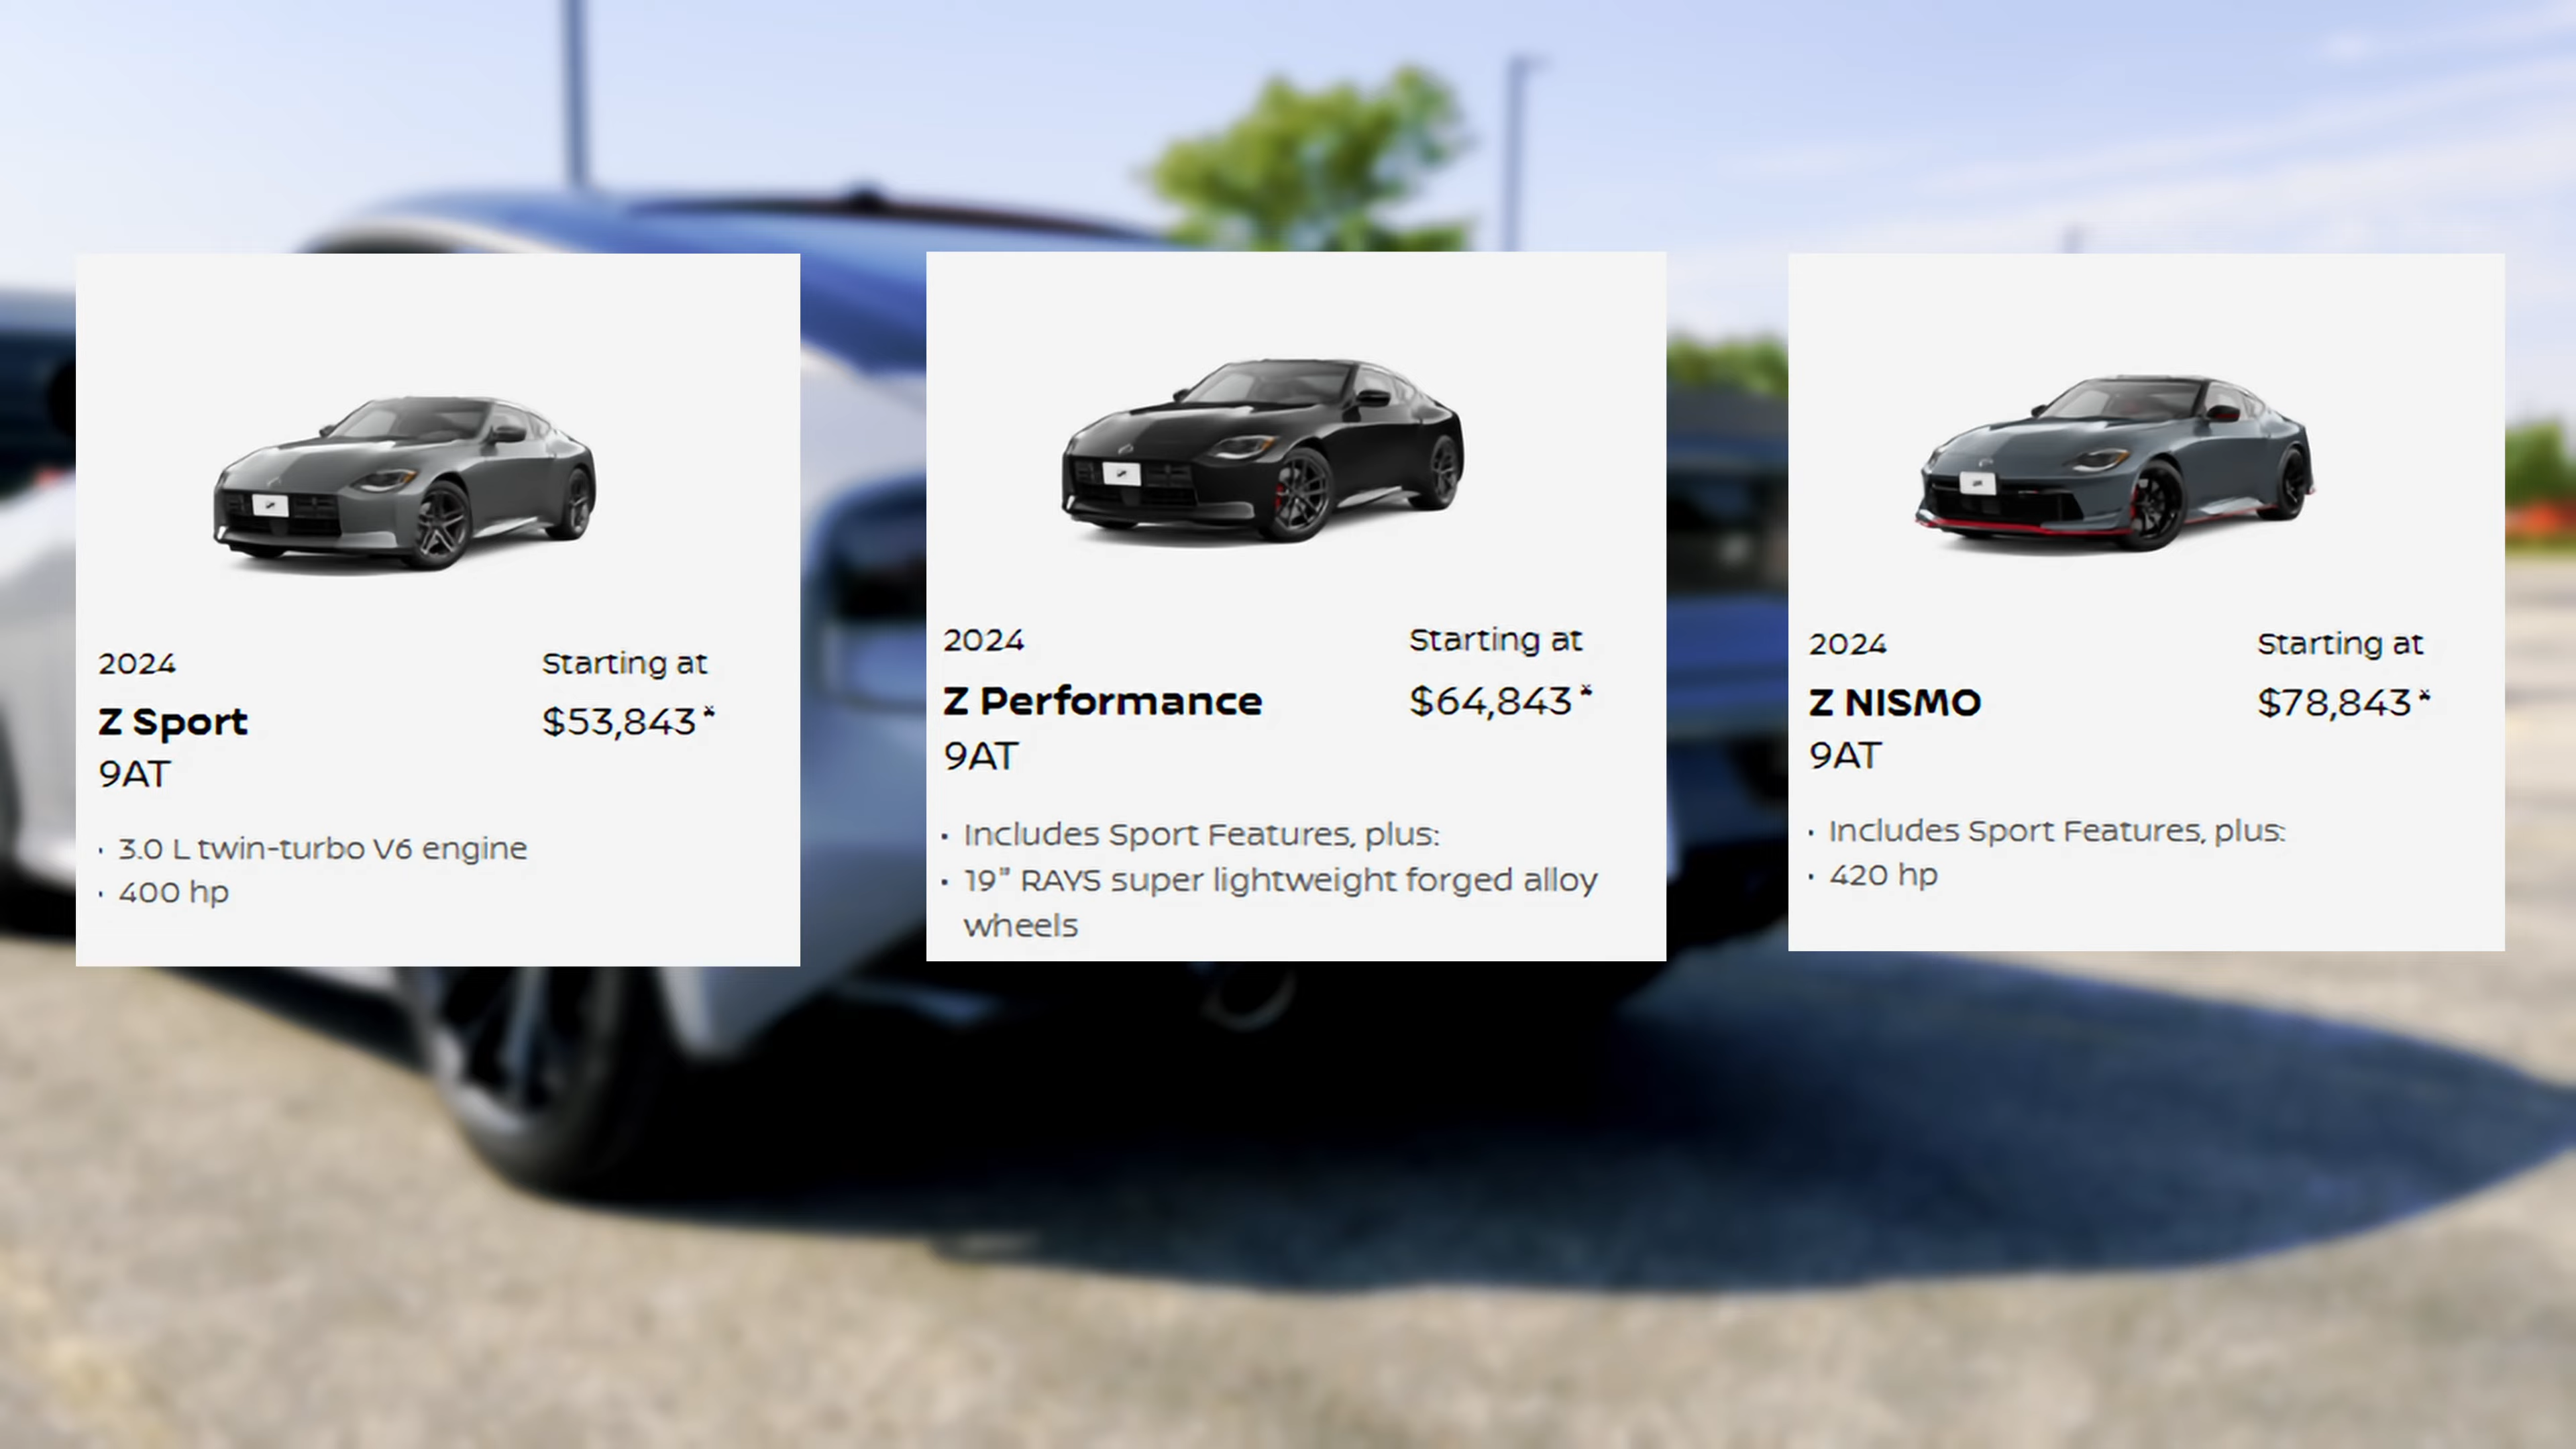 2024
Starting at
Z Sport
$53,843*
9AT
· 3.0 L twin-turbo V6 engine
· 400 hp
2024
Starting at
Z Performance
$64,843*
9AT
· Includes Sport Features, plus:
· 19" RAYS super lightweight forged alloy
wheels
2024
Starting at
Z NISMO
$78,843*
9AT
· Includes Sport Features, plus:
· 420 hp